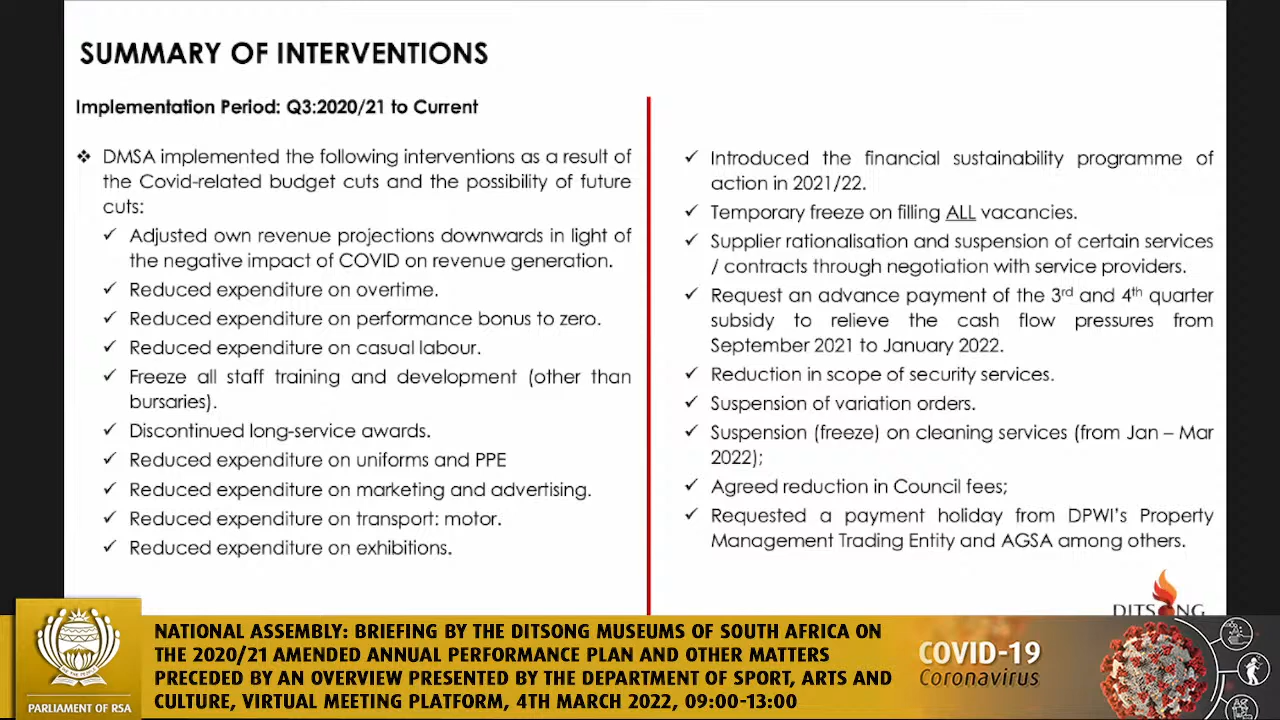 SUMMARY OF INTERVENTIONS
Implementation Period: Q3:2020/21 to Current
❖ DMSA implemented the following interventions as a result of
the Covid-related budget cuts and the possibility of future
cuts:
✓ Adjusted own revenue projections downwards in light of
the negative impact of COVID on revenue generation.
✓ Reduced expenditure on overtime.
✓ Reduced expenditure on performance bonus to zero.
✓ Reduced expenditure on casual labour.
✓ Freeze all staff training and development (other than
bursaries).
✓ Discontinued long-service awards.
✓ Reduced expenditure on uniforms and PPE
✓ Reduced expenditure on marketing and advertising.
✓ Reduced expenditure on transport: motor.
✓ Reduced expenditure on exhibitions.
✓ Introduced the financial sustainability programme of
action in 2021/22.
✓ Temporary freeze on filling ALL vacancies.
✓ Supplier rationalisation and suspension of certain services
/ contracts through negotiation with service providers.
✓ Request an advance payment of the 3rd and 4th quarter
subsidy to relieve the cash flow pressures from
September 2021 to January 2022.
✓ Reduction in scope of security services.
✓ Suspension of variation orders.
✓ Suspension (freeze) on cleaning services (from Jan – Mar
2022);
✓ Agreed reduction in Council fees;
✓ Requested a payment holiday from DPWI's Property
Management Trading Entity and AGSA among others.
DITSONG
PARLIAMENT OF RSA
NATIONAL ASSEMBLY: BRIEFING BY THE DITSONG MUSEUMS OF SOUTH AFRICA ON
THE 2020/21 AMENDED ANNUAL PERFORMANCE PLAN AND OTHER MATTERS
PRECEDED BY AN OVERVIEW PRESENTED BY THE DEPARTMENT OF SPORT, ARTS AND
CULTURE, VIRTUAL MEETING PLATFORM, 4TH MARCH 2022, 09:00-13:00
COVID-19
Coronavirus